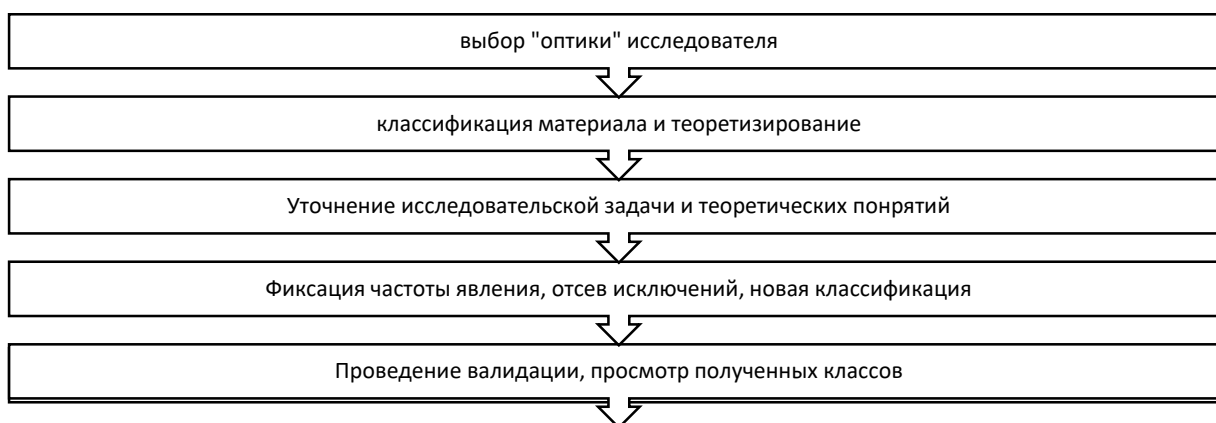 выбор "оптики" исследователя
классификация материала и теоретизирование
Уточнение исследовательской задачи и теоретических понрятий
Фиксация частоты явления, отсев исключений, новая классификация
Проведение валидации, просмотр полученных классов